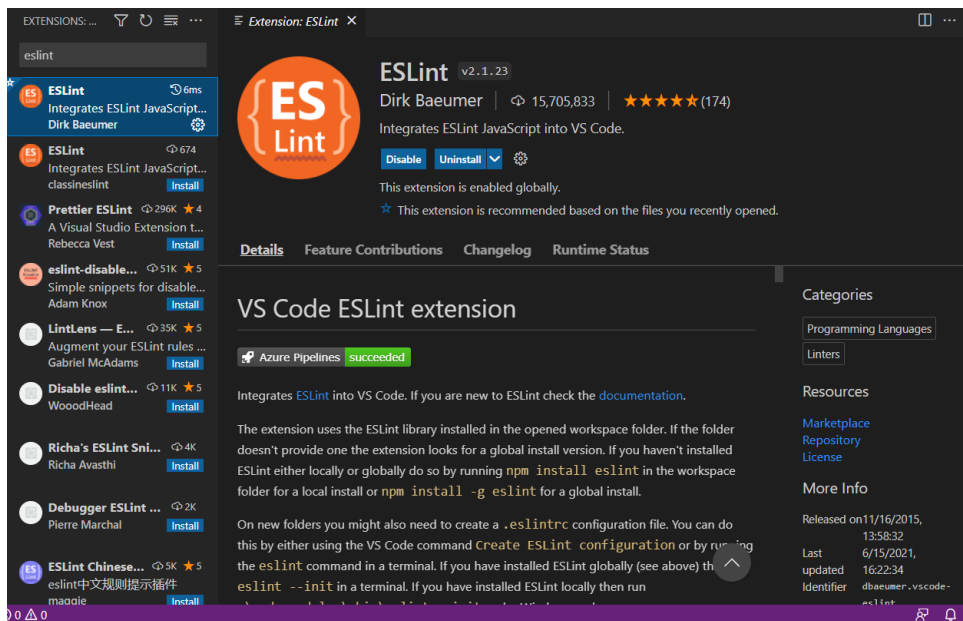 EXTENSIONS: ...
eslint
ESLint 6ms
Integrates ESLint JavaScript...
Dirk Baeumer
ESLint 674
Integrates ESLint JavaScript...
classineslint Install
Prettier ESLint 296K ★ 4
A Visual Studio Extension t...
Rebecca Vest Install
eslint-disable... 51K ★ 5
Simple snippets for disable...
Adam Knox Install
LintLens — E... 35K ★ 5
Augment your ESLint rules ...
Gabriel McAdams Install
Disable eslint... 11K ★ 5
WooodHead Install
Richa's ESLint Sni... 4K
Richa Avasthi Install
Debugger ESLint ... 2K
Pierre Marchal Install
ESLint Chinese... 5K ★ 5
eslint中文规则提示插件
maggie Install
0 0
Extension: ESLint
ES
Lint
ESLint v2.1.23
Dirk Baeumer 15,705,833 (174)
Integrates ESLint JavaScript into VS Code.
Disable Uninstall
This extension is enabled globally.
This extension is recommended based on the files you recently opened.
Details Feature Contributions Changelog Runtime Status
VS Code ESLint extension
Azure Pipelines succeeded
Integrates ESLint into VS Code. If you are new to ESLint check the documentation.
The extension uses the ESLint library installed in the opened workspace folder. If the folder
doesn't provide one the extension looks for a global install version. If you haven't installed
ESLint either locally or globally do so by running npm install eslint in the workspace
folder for a local install or npm install -g eslint for a global install.
On new folders you might also need to create a .eslintrc configuration file. You can do
this by either using the VS Code command Create ESLint configuration or by running
the eslint command in a terminal. If you have installed ESLint globally (see above)
eslint --init in a terminal. If you have installed ESLint locally then run
Categories
Programming Languages
Linters
Resources
Marketplace
Repository
License
More Info
Released on 11/16/2015,
13:58:32
Last 6/15/2021,
updated 16:22:34
Identifier dbaeumer.vscode-
eslint